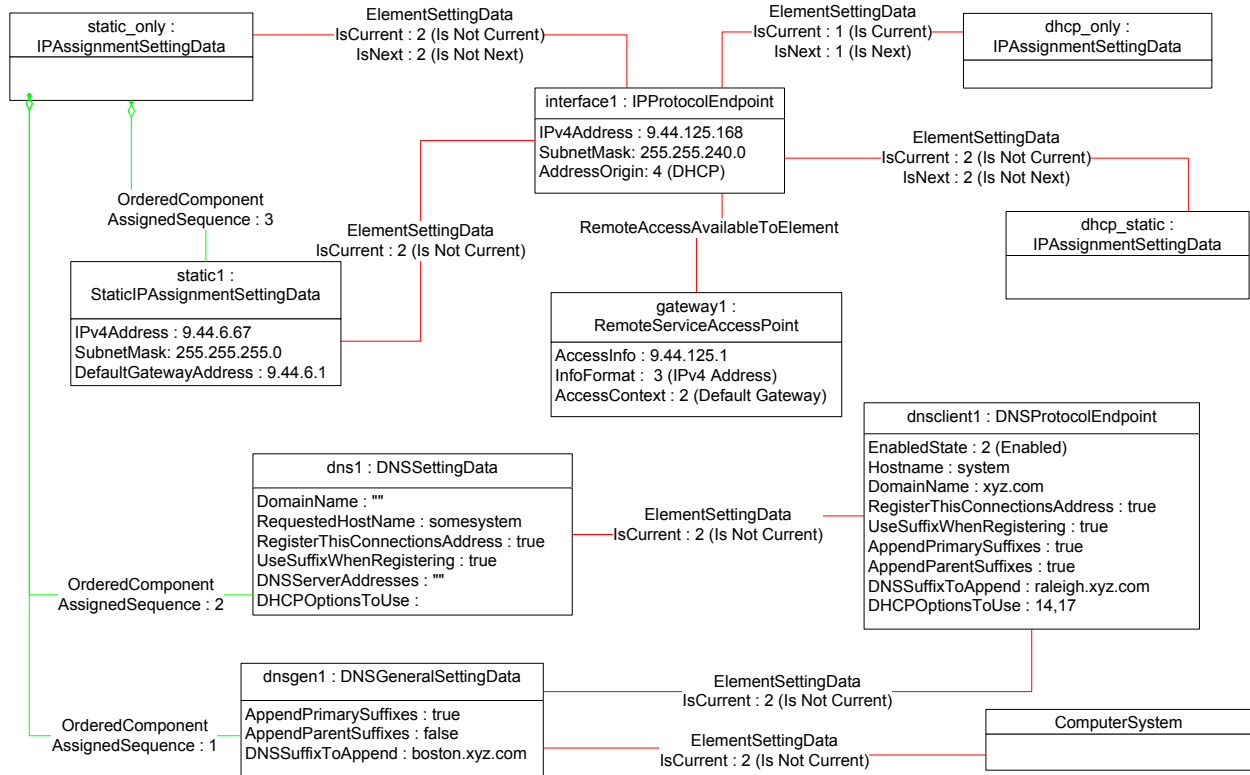 static_only :
IPAssignmentSettingData
ElementSettingData
IsCurrent : 2 (Is Not Current)
IsNext : 2 (Is Not Next)
ElementSettingData
IsCurrent : 1 (Is Current)
IsNext : 1 (Is Next)
dhcp_only :
IPAssignmentSettingData
interface1 : IPProtocolEndpoint
IPv4Address : 9.44.125.168
SubnetMask: 255.255.240.0
AddressOrigin: 4 (DHCP)
ElementSettingData
IsCurrent : 2 (Is Not Current)
IsNext : 2 (Is Not Next)
OrderedComponent
AssignedSequence : 3
ElementSettingData
IsCurrent : 2 (Is Not Current)
RemoteAccessAvailableToElement
dhcp_static :
IPAssignmentSettingData
static1 :
StaticIPAssignmentSettingData
IPv4Address : 9.44.6.67
SubnetMask: 255.255.255.0
DefaultGatewayAddress : 9.44.6.1
gateway1 :
RemoteServiceAccessPoint
AccessInfo : 9.44.125.1
InfoFormat :  3 (IPv4 Address)
AccessContext : 2 (Default Gateway)
dnsclient1 : DNSProtocolEndpoint
EnabledState : 2 (Enabled)
Hostname : system
DomainName : xyz.com
RegisterThisConnectionsAddress : true
UseSuffixWhenRegistering : true
AppendPrimarySuffixes : true
AppendParentSuffixes : true
DNSSuffixToAppend : raleigh.xyz.com
DHCPOptionsToUse : 14,17
dns1 : DNSSettingData
DomainName : ""
RequestedHostName : somesystem
RegisterThisConnectionsAddress : true
UseSuffixWhenRegistering : true
DNSServerAddresses : ""
DHCPOptionsToUse :
ElementSettingData
IsCurrent : 2 (Is Not Current)
OrderedComponent
AssignedSequence : 2
dnsgen1 : DNSGeneralSettingData
AppendPrimarySuffixes : true
AppendParentSuffixes : false
DNSSuffixToAppend : boston.xyz.com
ElementSettingData
IsCurrent : 2 (Is Not Current)
OrderedComponent
AssignedSequence : 1
ElementSettingData
IsCurrent : 2 (Is Not Current)
ComputerSystem